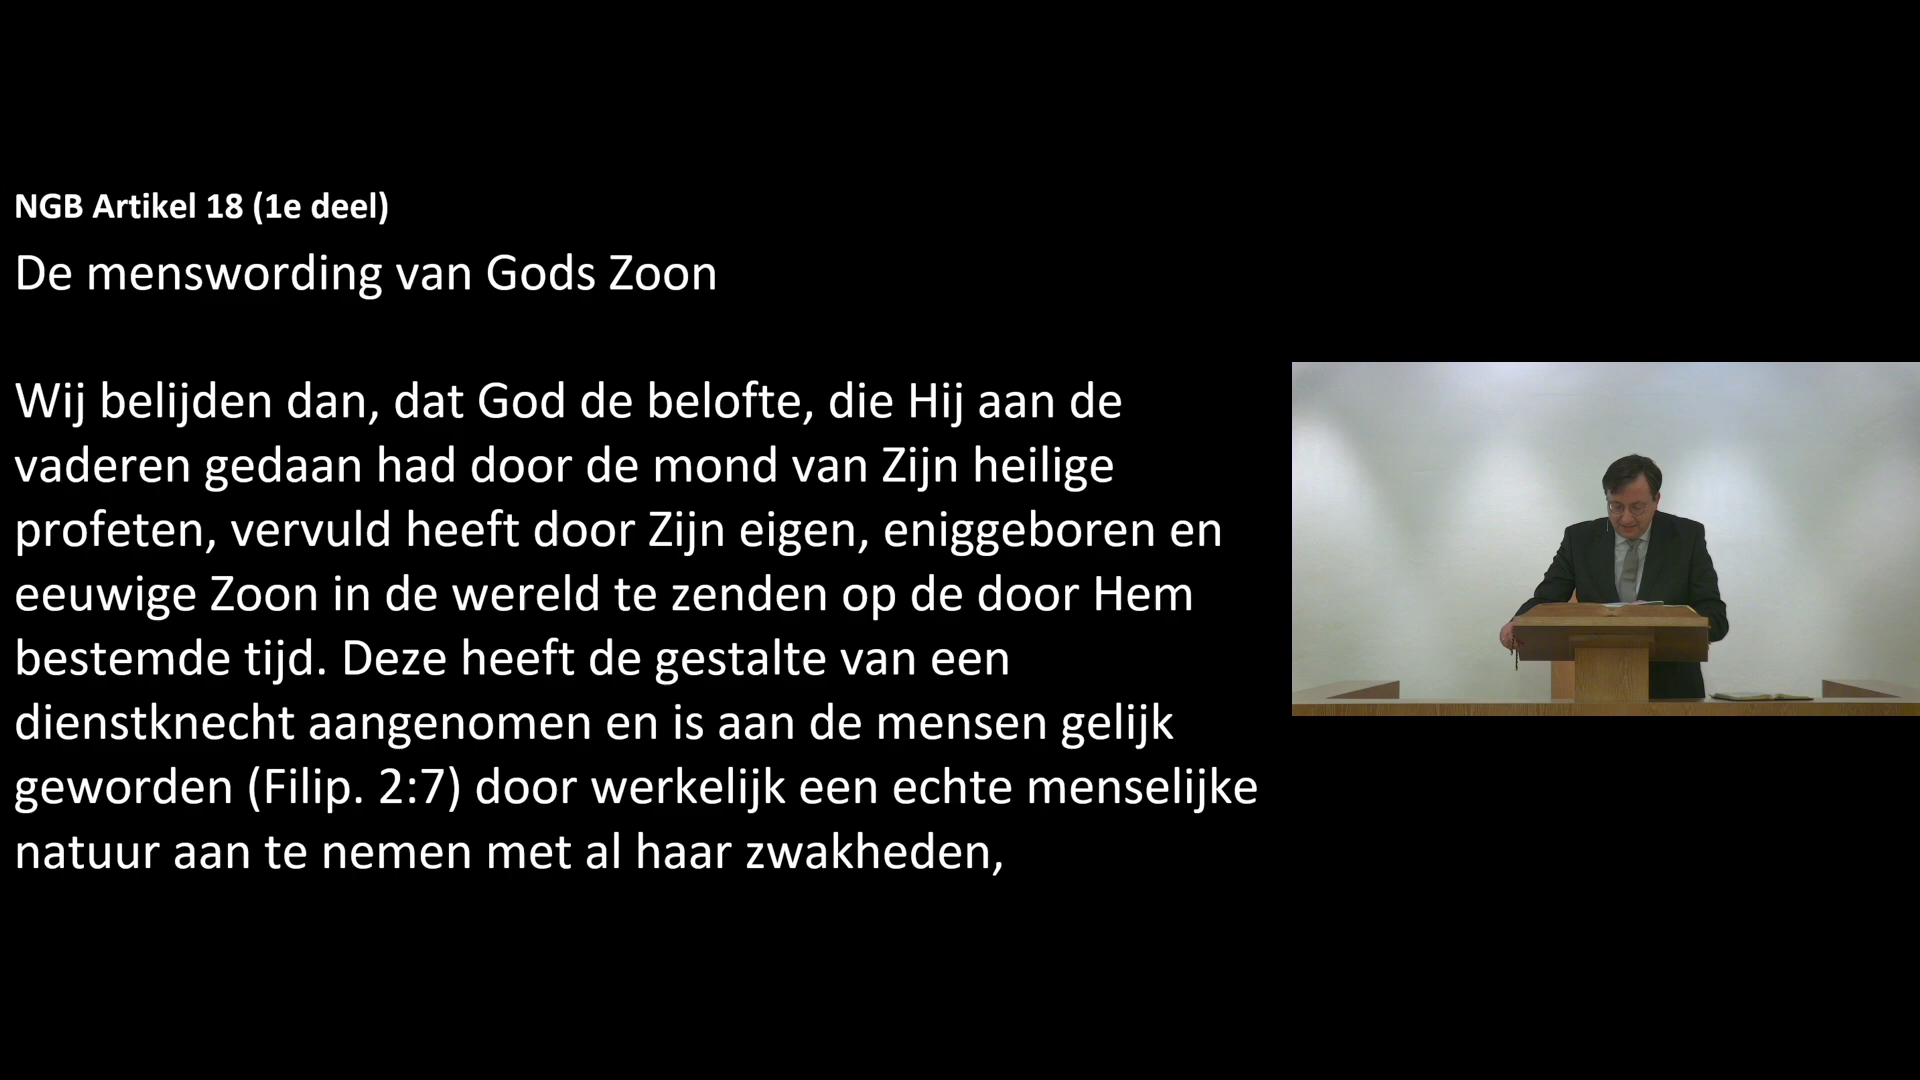 NGB Artikel 18 (1e deel)
De menswording van Gods Zoon
Wij belijden dan, dat God de belofte, die Hij aan de
vaderen gedaan had door de mond van Zijn heilige
profeten, vervuld heeft door Zijn eigen, eniggeboren en
eeuwige Zoon in de wereld te zenden op de door Hem
bestemde tijd. Deze heeft de gestalte van een
dienstknecht aangenomen en is aan de mensen gelijk
geworden (Filip. 2:7) door werkelijk een echte menselijke
natuur aan te nemen met al haar zwakheden,